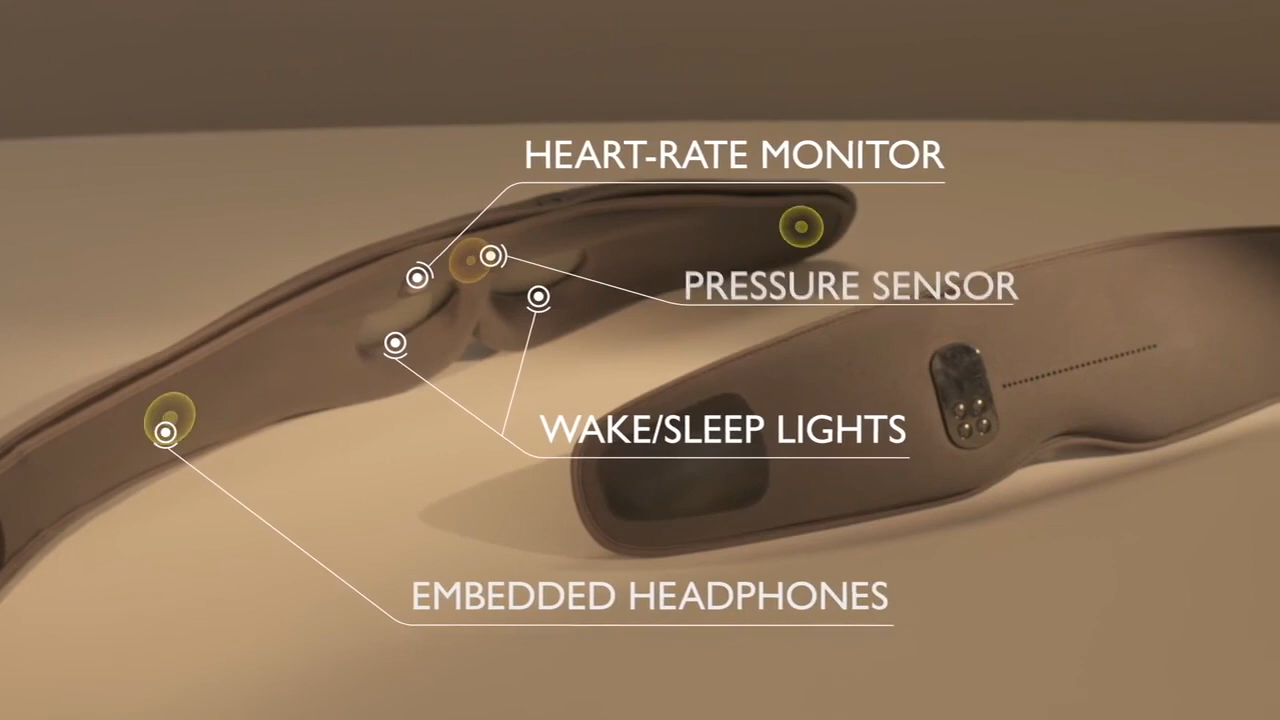 HEART-RATE MONITOR
PRESSURE SENSOR
WAKE/SLEEP LIGHTS
EMBEDDED HEADPHONES